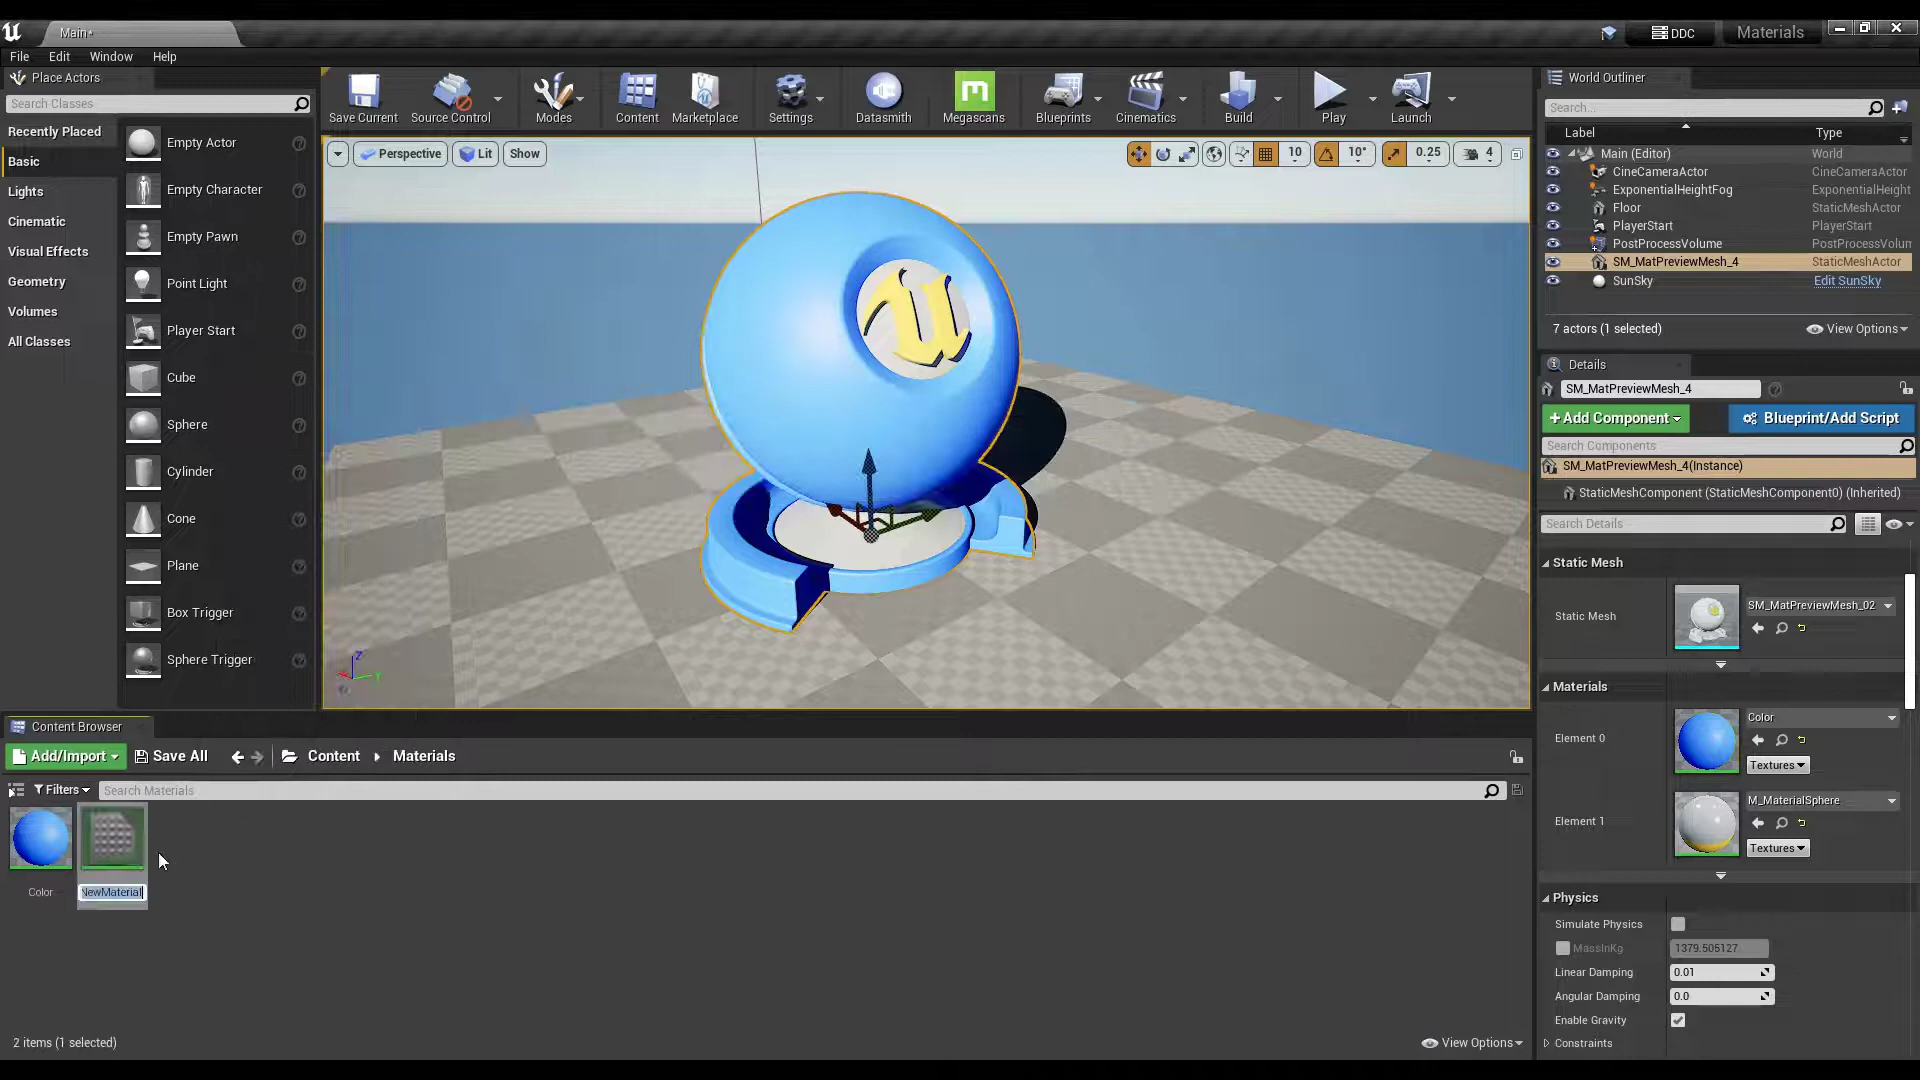 Main*
DDC
Materials
File Edit Window Help
Place Actors
Search Classes
Recently Placed
Basic
Lights
Cinematic
Visual Effects
Geometry
Volumes
All Classes
Empty Actor
Empty Character
Empty Pawn
Point Light
Player Start
Cube
Sphere
Cylinder
Cone
Plane
Box Trigger
Sphere Trigger
Save Current Source Control Modes Content Marketplace Settings Datasmith Megascans Blueprints Cinematics Build Play Launch
Perspective Lit Show
10 10° 0.25 4
Z
Y
World Outliner
Search...
Label Type
Main (Editor) World
CineCameraActor CineCameraActor
ExponentialHeightFog ExponentialHeight
Floor StaticMeshActor
PlayerStart PlayerStart
PostProcessVolume PostProcessVolum
SM_MatPreviewMesh_4 StaticMeshActor
SunSky Edit SunSky
7 actors (1 selected) View Options
Details
SM_MatPreviewMesh_4
+Add Component Blueprint/Add Script
Search Components
SM_MatPreviewMesh_4(Instance)
StaticMeshComponent (StaticMeshComponent0) (Inherited)
Search Details
Static Mesh
Static Mesh SM_MatPreviewMesh_02
Materials
Element 0 Color
Textures
Element 1 M_MaterialSphere
Textures
Physics
Simulate Physics
MassInKg 1379.505127
Linear Damping 0.01
Angular Damping 0.0
Enable Gravity
Constraints
Content Browser
Add/Import Save All Content Materials
Filters Search Materials
Color NewMaterial
2 items (1 selected) View Options